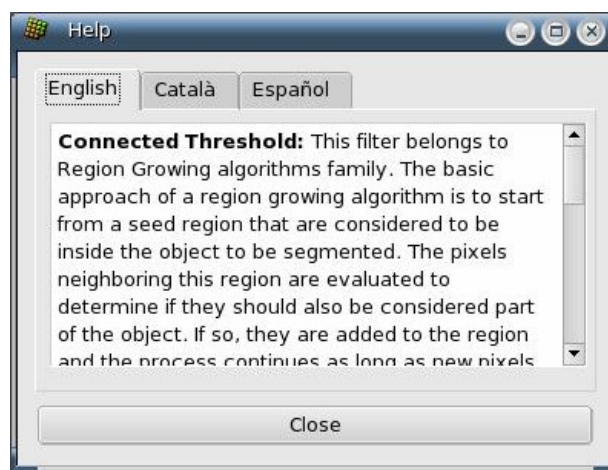 Help
English Català Español
Connected Threshold: This filter belongs to
Region Growing algorithms family. The basic
approach of a region growing algorithm is to start
from a seed region that are considered to be
inside the object to be segmented. The pixels
neighboring this region are evaluated to
determine if they should also be considered part
of the object. If so, they are added to the region
and the process continues as long as new pixels
Close